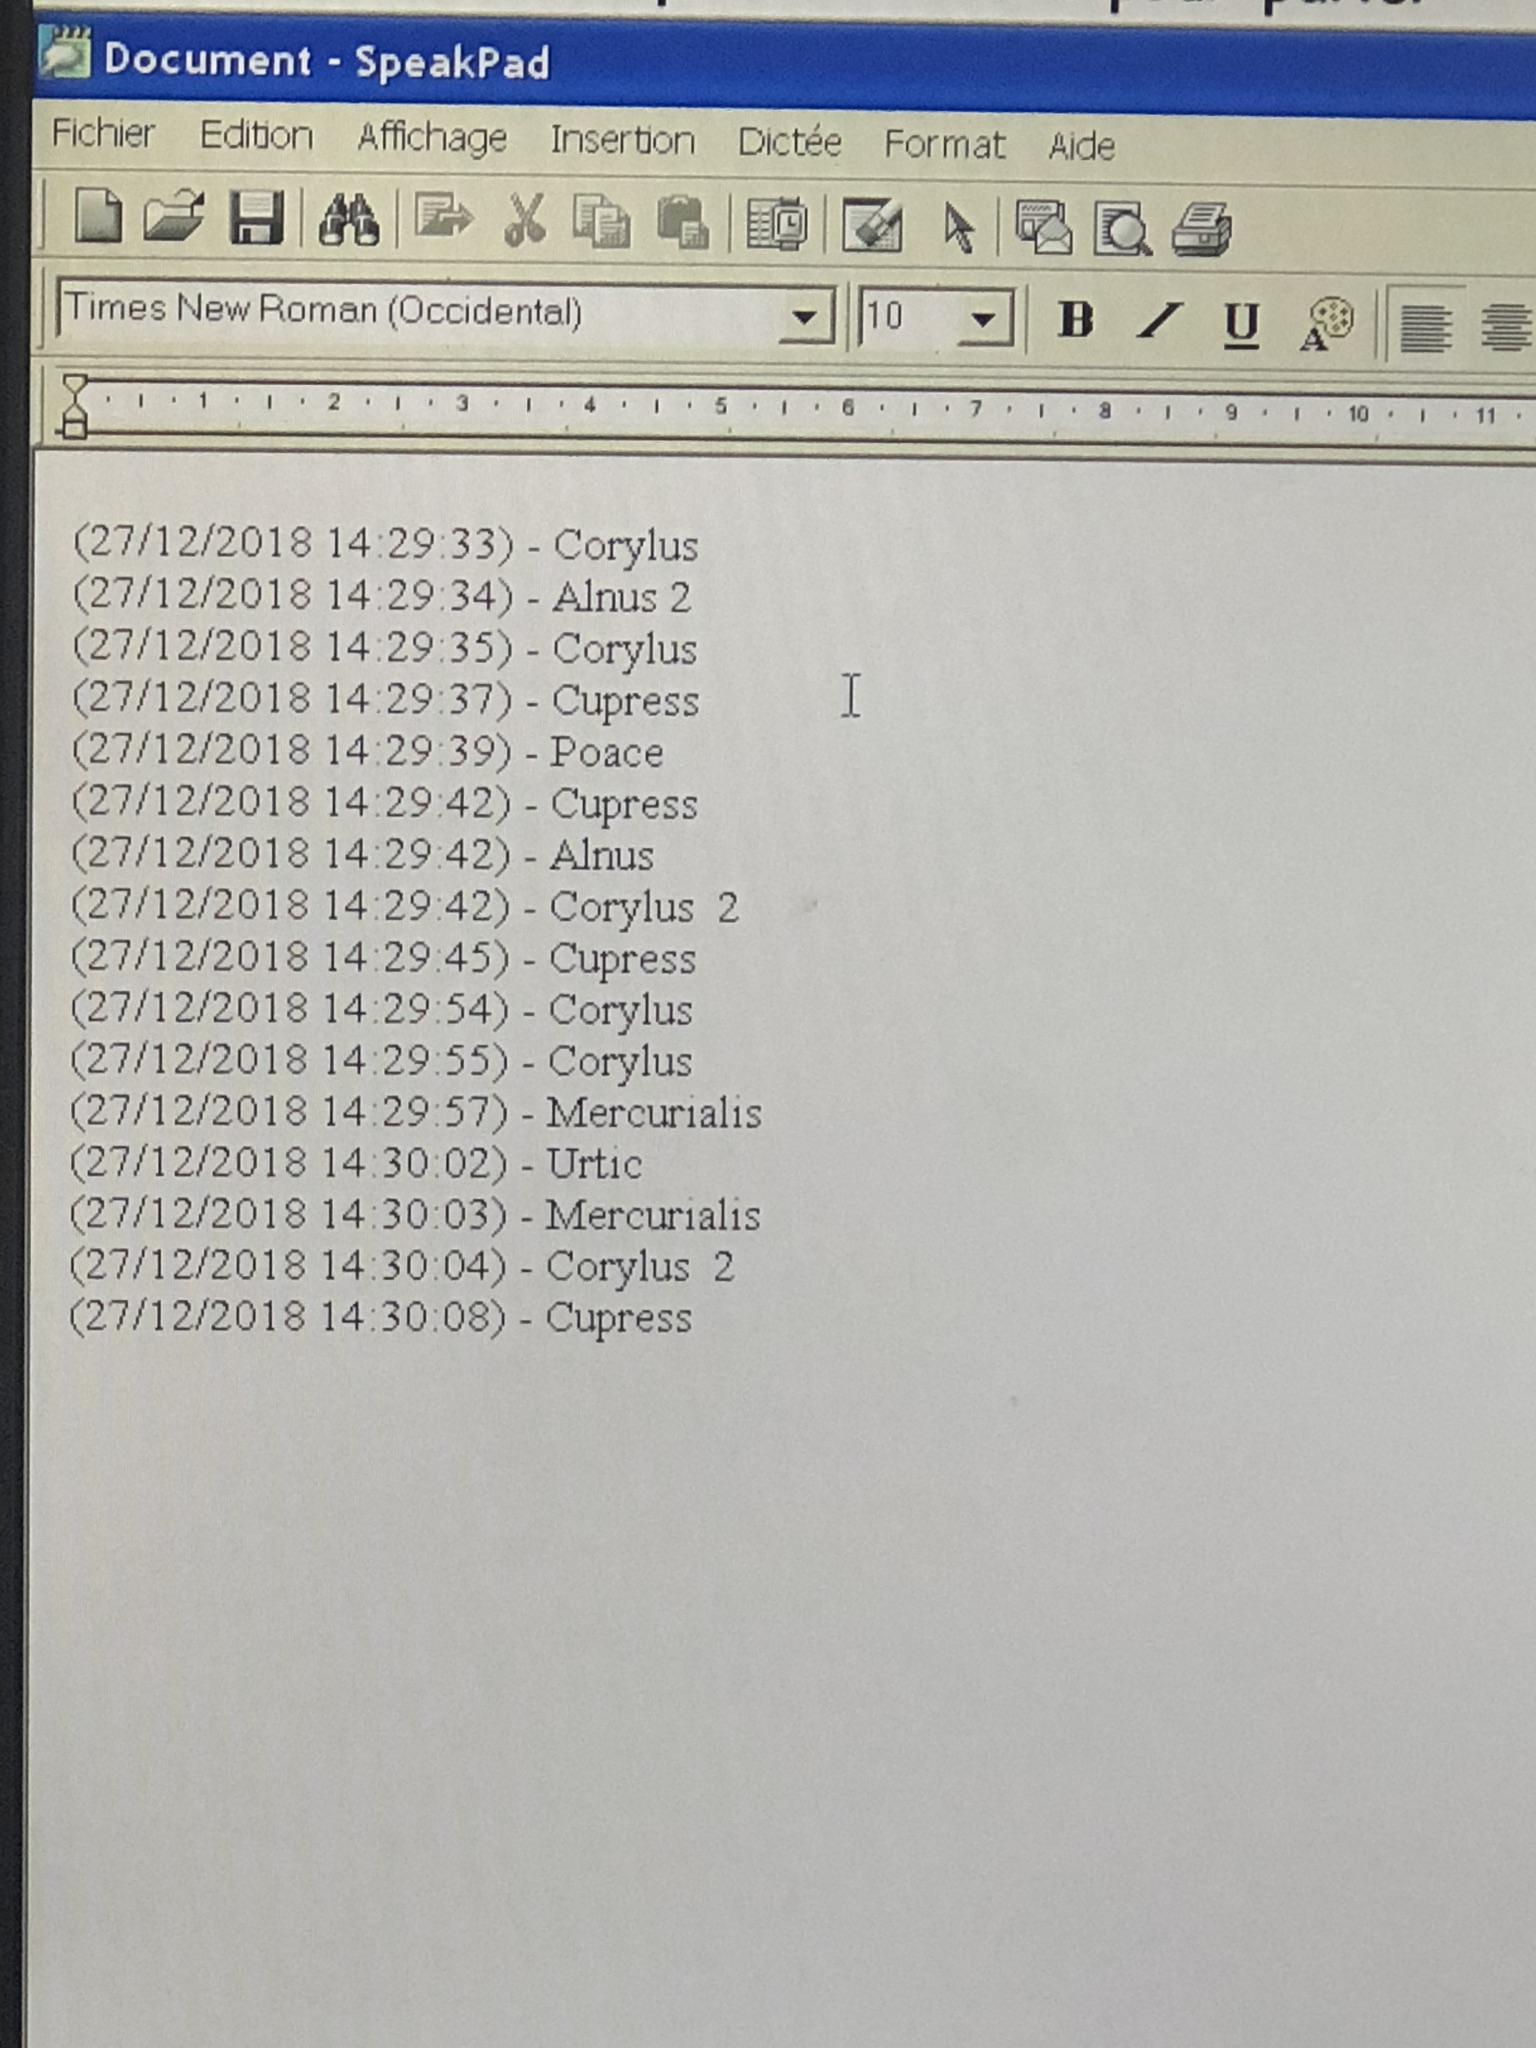 Document - SpeakPad
Fichier Edition Affichage Insertion Dictée Format Aide
Times New Roman (Occidental) 10 B I U A
1 2 3 4 5 6 7 8 9 10 11
(27/12/2018 14:29:33) - Corylus
(27/12/2018 14:29:34) - Alnus 2
(27/12/2018 14:29:35) - Corylus
(27/12/2018 14:29:37) - Cupress
(27/12/2018 14:29:39) - Poace
(27/12/2018 14:29:42) - Cupress
(27/12/2018 14:29:42) - Alnus
(27/12/2018 14:29:42) - Corylus  2
(27/12/2018 14:29:45) - Cupress
(27/12/2018 14:29:54) - Corylus
(27/12/2018 14:29:55) - Corylus
(27/12/2018 14:29:57) - Mercurialis
(27/12/2018 14:30:02) - Urtic
(27/12/2018 14:30:03) - Mercurialis
(27/12/2018 14:30:04) - Corylus  2
(27/12/2018 14:30:08) - Cupress